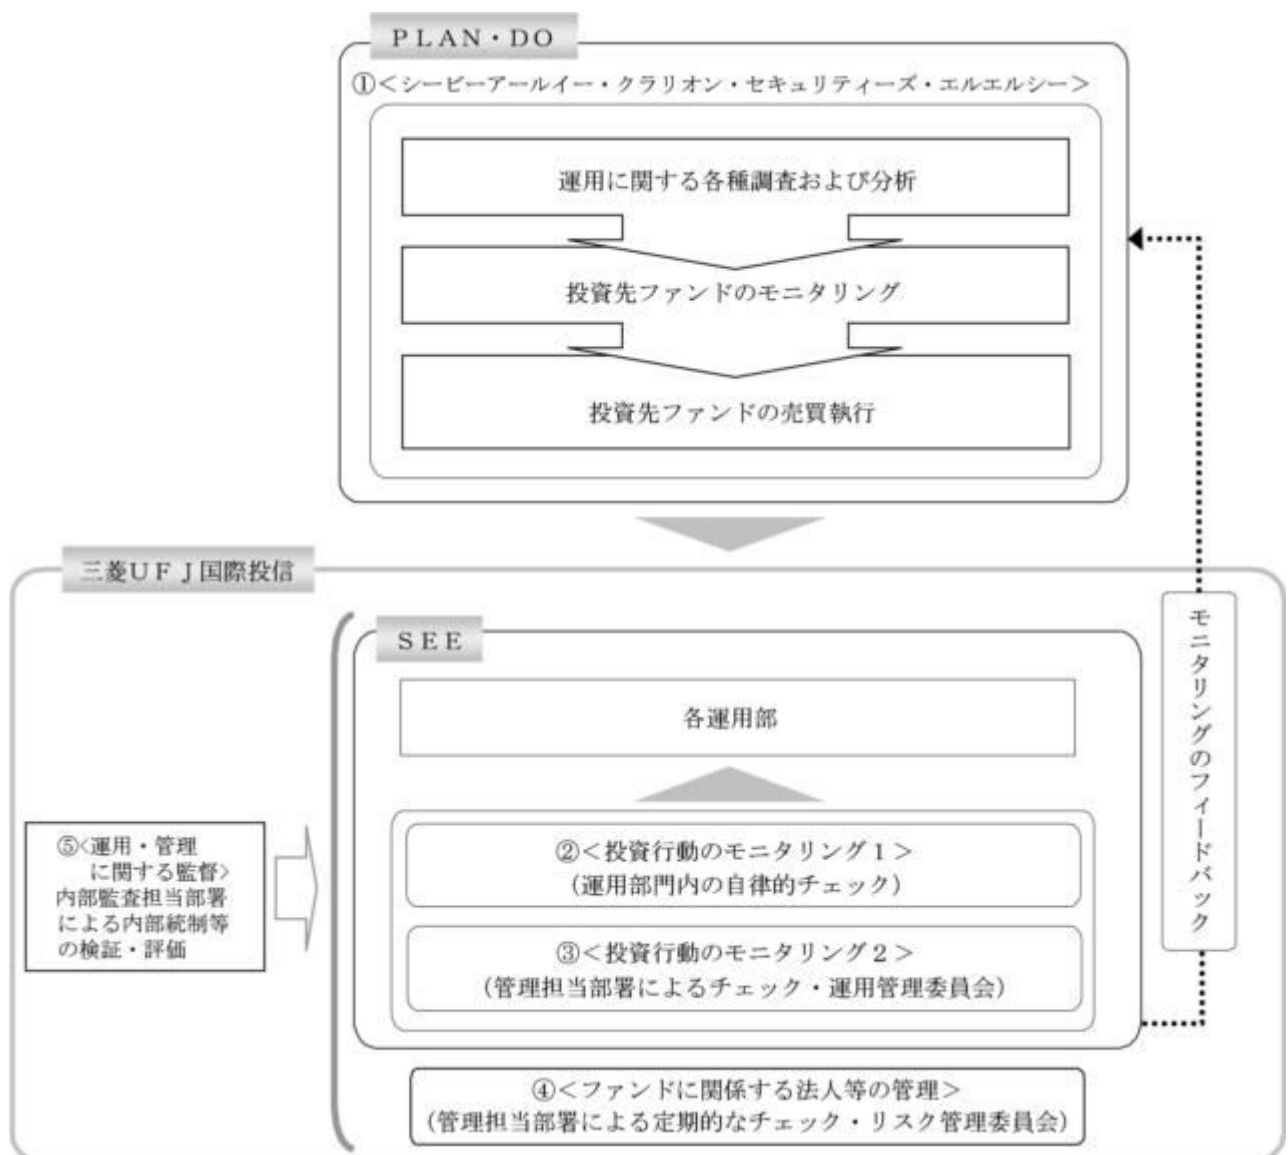 PLAN・DO
①＜シービーアールイー・クラリオン・セキュリティーズ・エルエルシー＞
運用に関する各種調査および分析
投資先ファンドのモニタリング
投資先ファンドの売買執行
三菱ＵＦＪ国際投信
SEE
各運用部
②＜投資行動のモニタリング１＞
（運用部門内の自律的チェック）
③＜投資行動のモニタリング２＞
（管理担当部署によるチェック・運用管理委員会）
④＜ファンドに関係する法人等の管理＞
（管理担当部署による定期的なチェック・リスク管理委員会）
⑤＜運用・管理
に関する監督＞
内部監査担当部署
による内部統制等
の検証・評価
モニタリングのフィードバック